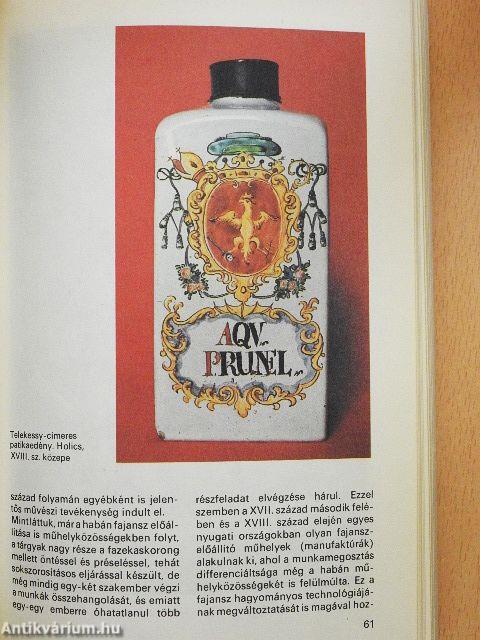 AQV~
PRUNEL~
Telekessy-címeres
patikaedény. Holics,
XVIII. sz. közepe
század folyamán egyébként is jelen-
tős művészi tevékenység indult el.
Mint láttuk, már a habán fajansz előál-
lítása is műhelyközösségekben folyt,
a tárgyak nagy része a fazekaskorong
mellett öntéssel és préseléssel, tehát
sokszorosításos eljárással készült, de
még mindig egy-két szakember végzi
a munkák összehangolását, és emiatt
egy-egy emberre óhatatlanul több
részfeladat elvégzése hárul. Ezzel
szemben a XVII. század második felé-
ben és a XVIII. század elején egyes
nyugati országokban olyan fajansz-
előállító műhelyek (manufaktúrák)
alakulnak ki, ahol a munkamegosztás
differenciáltsága még a habán mű-
helyközösségekét is felülmúlta. Ez a
fajansz hagyományos technológiájá-
nak megváltoztatását is magával hoz-
61
Antikvárium.hu